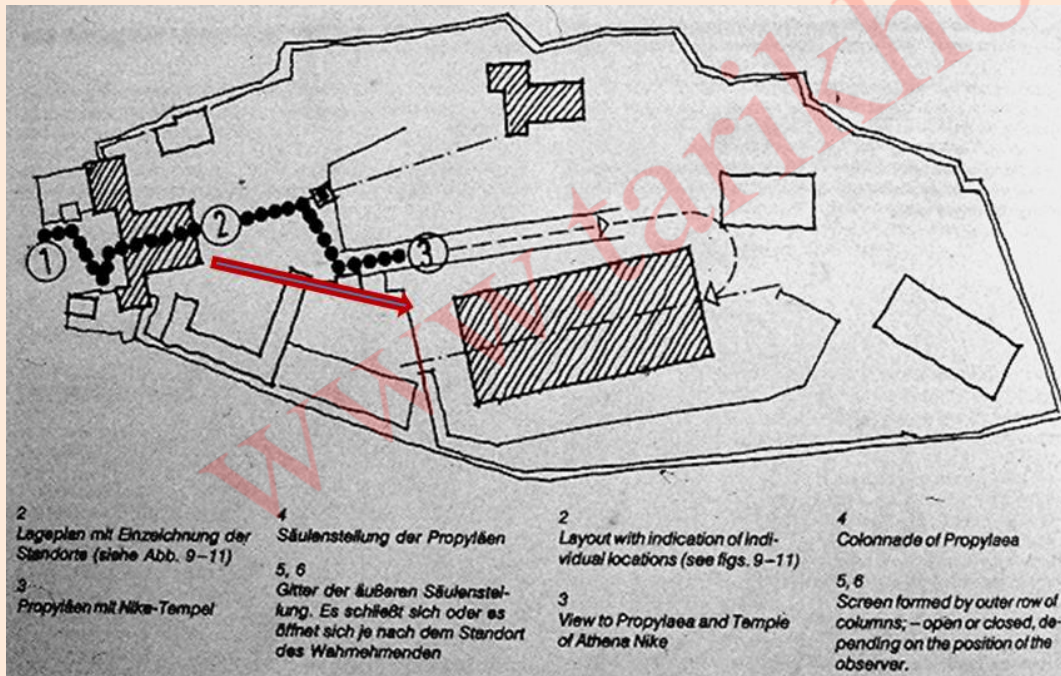 www.tarikho
1
2
3
2
Lageplan mit Einzeichnung der
Standorte (siehe Abb. 9–11)
3
Propyläen mit Nike-Tempel
4
Säulenstellung der Propyläen
5, 6
Gitter der äußeren Säulenstel-
lung. Es schließt sich oder es
öffnet sich je nach dem Standort
des Wahrnehmenden
2
Layout with indication of indi-
vidual locations (see figs. 9–11)
3
View to Propylaea and Temple
of Athena Nike
4
Colonnade of Propylaea
5, 6
Screen formed by outer row of
columns; – open or closed, de-
pending on the position of the
observer.